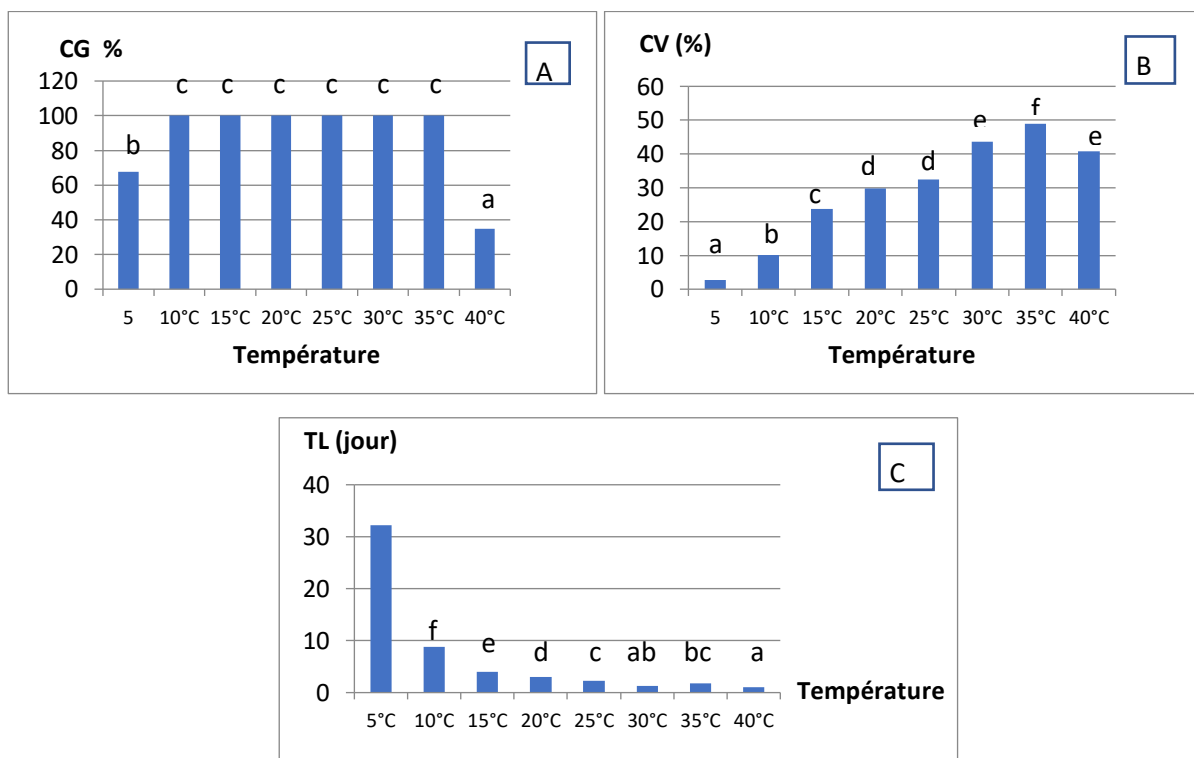 CG %
A
120
100
80
60
40
20
0
b c c c c c c a
5 10°C 15°C 20°C 25°C 30°C 35°C 40°C
Température
CV (%)
B
60
50
40
30
20
10
0
a b c d d e f e
5 10°C 15°C 20°C 25°C 30°C 35°C 40°C
Température
TL (jour)
C
40
30
20
10
0
f e d c ab bc a
5°C 10°C 15°C 20°C 25°C 30°C 35°C 40°C
Température